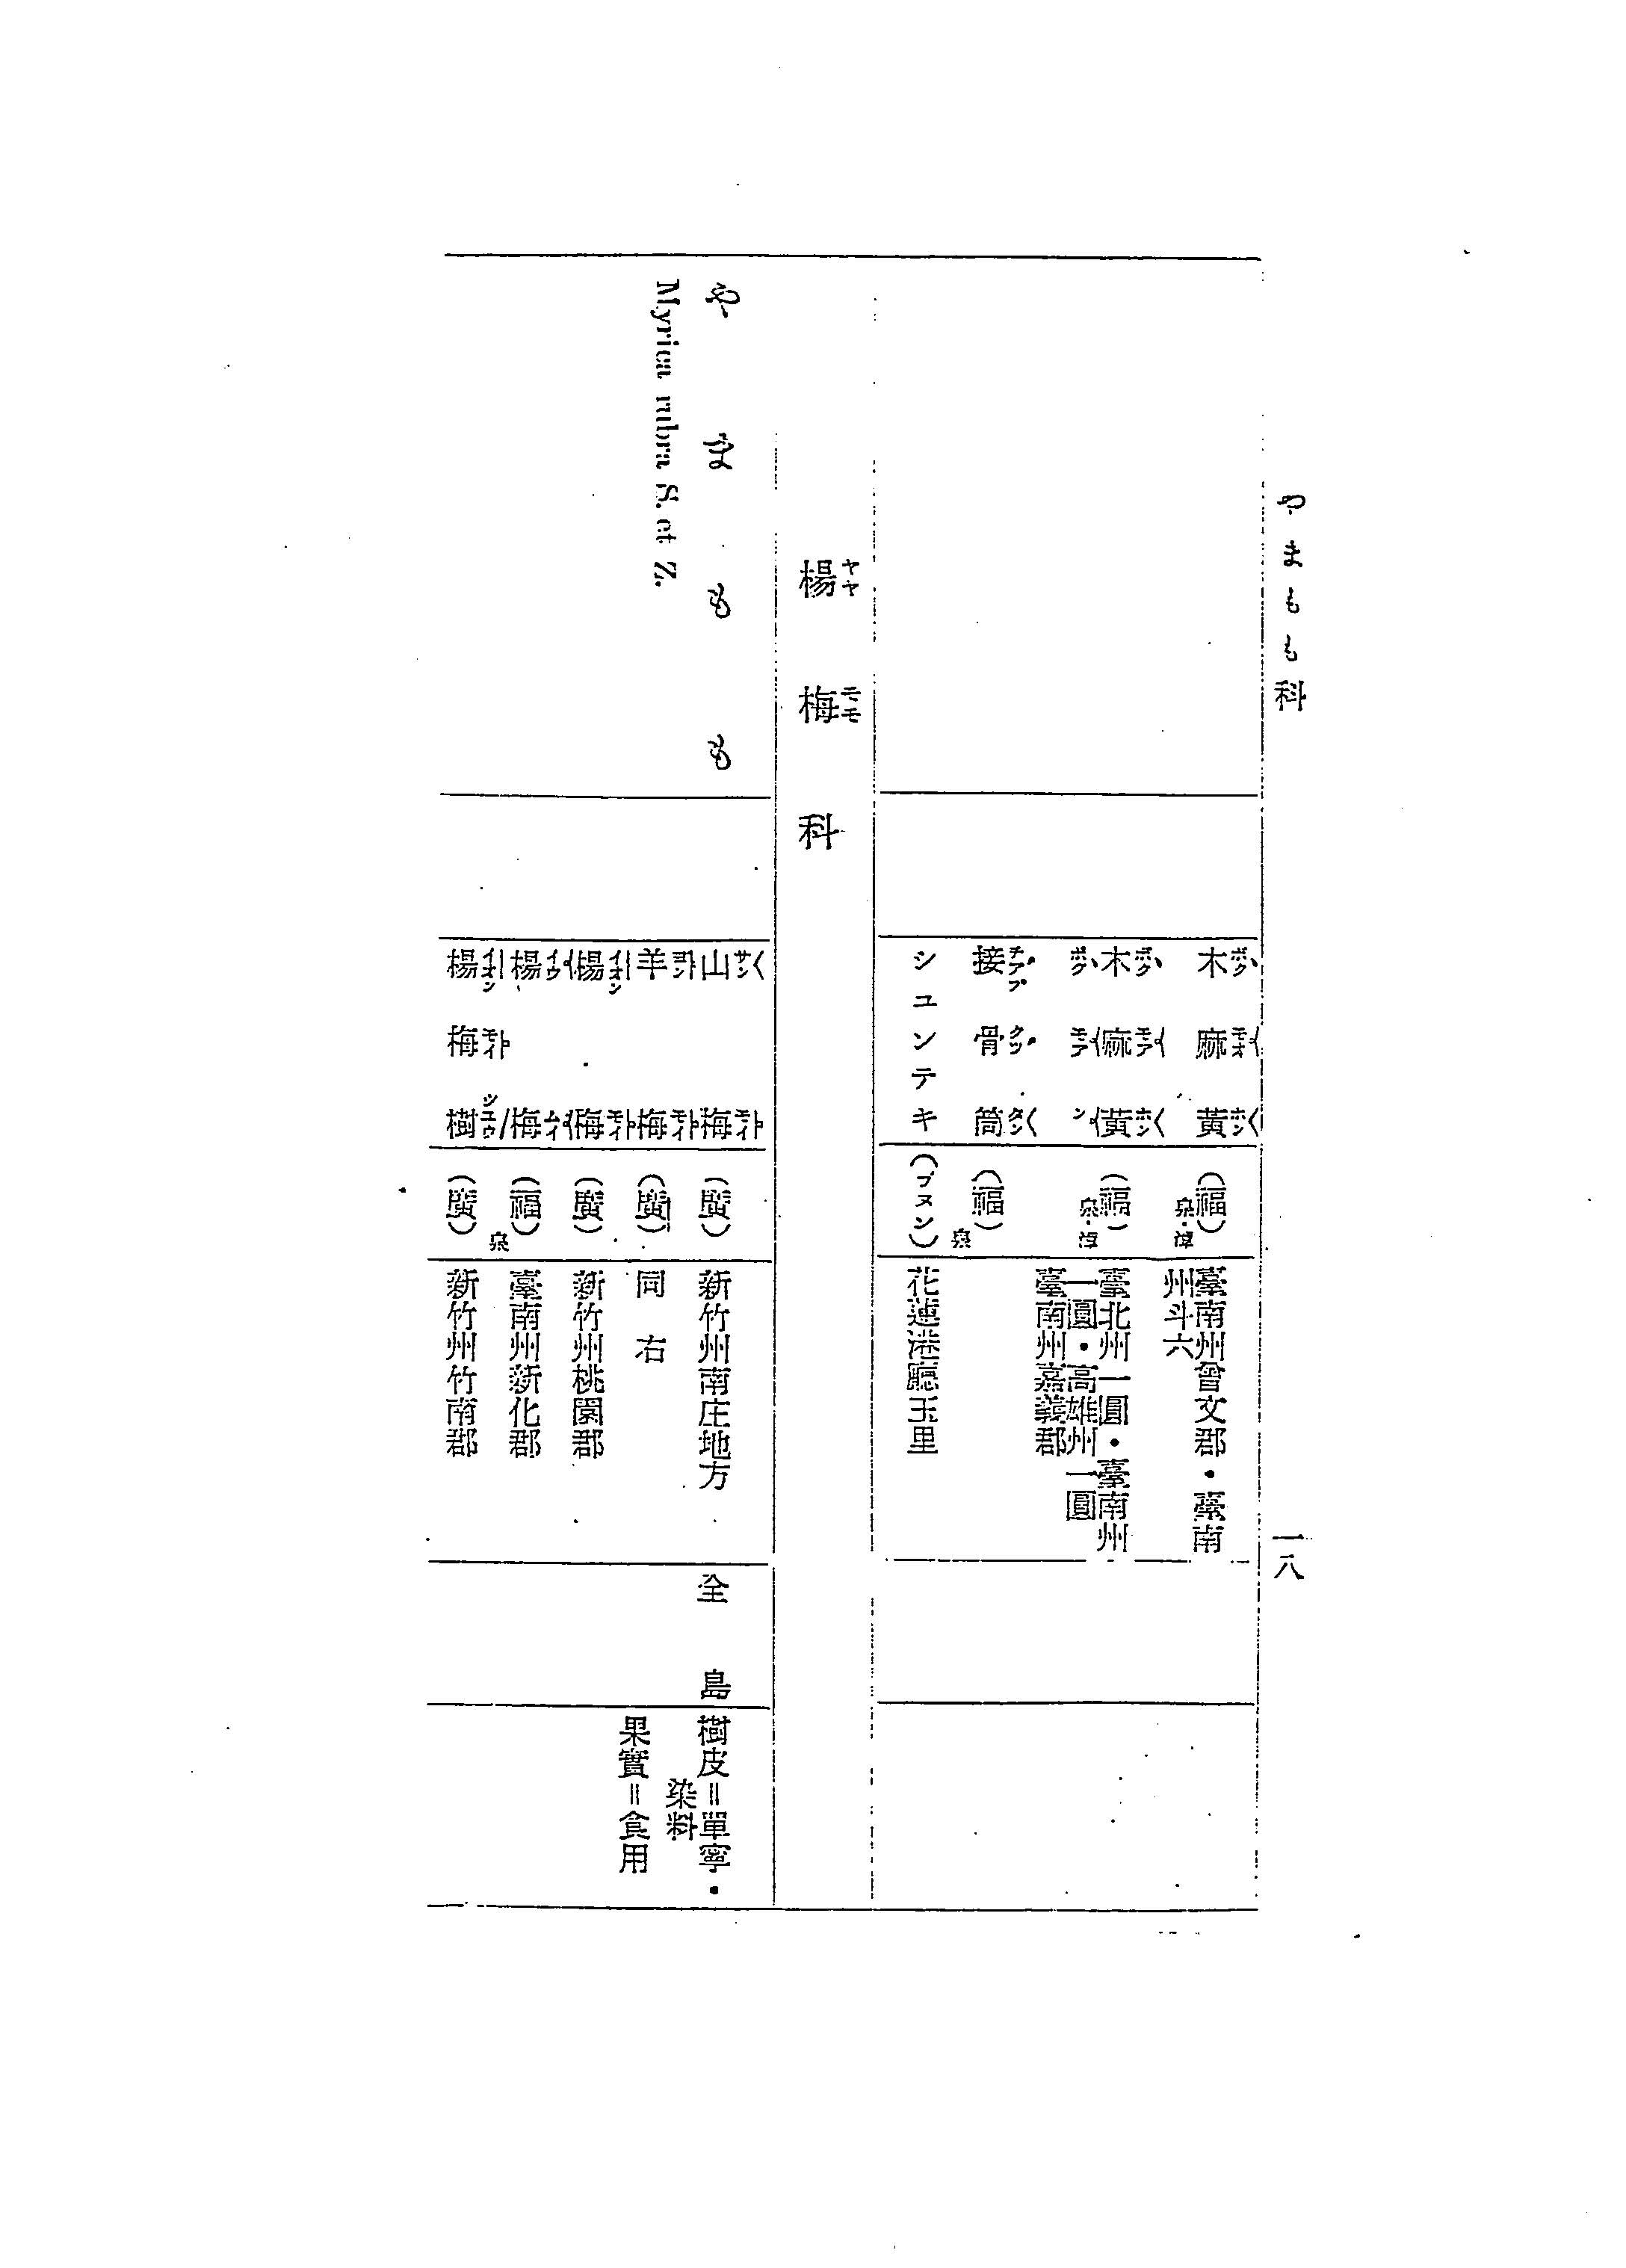 やまもも科
一八
木麻黃
(福)
泉・漳
臺南州曾文郡・臺南
州斗六
木麻黃
(福)
泉・漳
臺北州一圓・臺南州
一圓・高雄州一圓
接骨筒
(福)
泉
臺南州嘉義郡
シユンテキ
(ブヌン)
花蓮港廳玉里
楊梅科
やまもも
Myrica rubra S. et Z.
山梅
(廣)
新竹州南庄地方
全島
樹皮=單寧・
染料
果實=食用
羊梅
(廣)
同右
楊梅
(廣)
新竹州桃園郡
楊梅
(福)
泉
臺南州新化郡
楊梅樹
(廣)
新竹州竹南郡